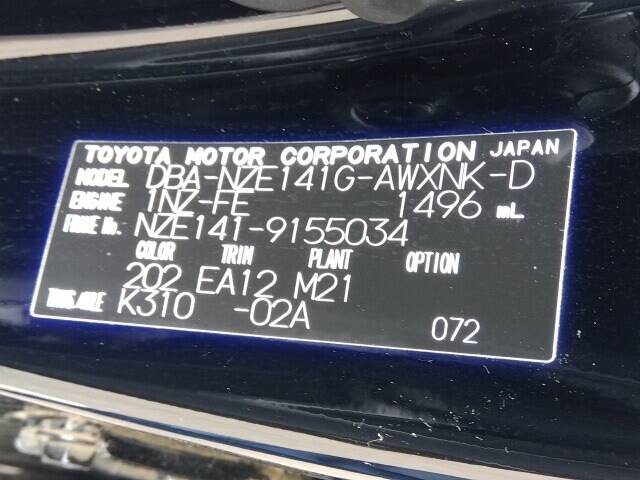 TOYOTA MOTOR CORPORATION JAPAN
MODEL DBA-NZE141G-AWXNK-D
ENGINE 1NZ-FE 1496 mL
FRAME No. NZE141-9155034
COLOR TRIM PLANT OPTION
202 EA12 M21
TRANS.AXLE K310 -02A
072